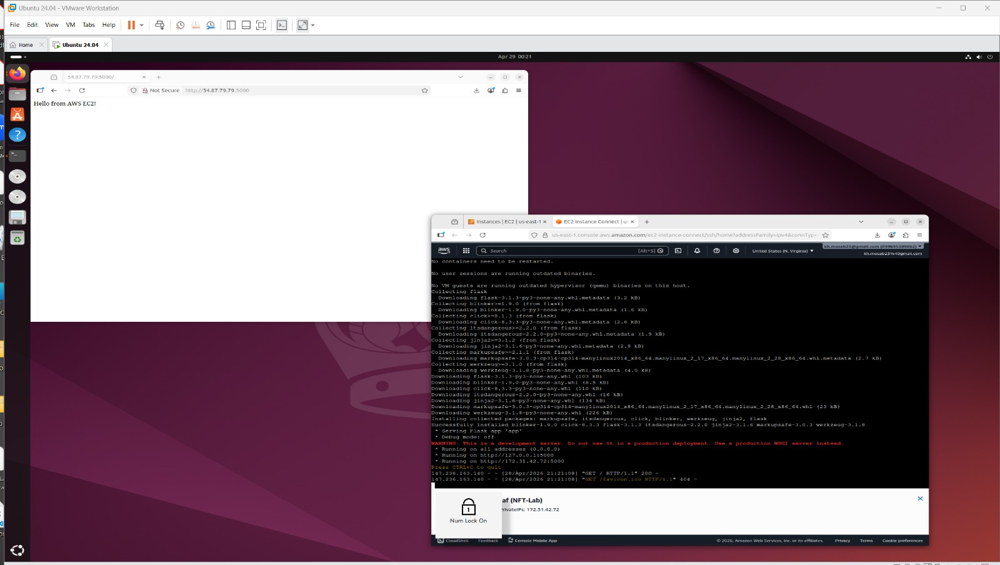 Ubuntu 24.04 - VMware Workstation
File Edit View VM Tabs Help
Home
Ubuntu 24.04
Apr 29 00:21
54.87.79.79:5000/
Not Secure http://54.87.79.79:5000
Hello from AWS EC2!
Instances | EC2 | us-east-1
EC2 Instance Connect | u
us-east-1.console.aws.amazon.com/ec2-instance-connect/ssh/home?addressFamily=ipv4&connType
aws
Search [Alt+S]
United States (N. Virginia)
kh.mosab23@gmail.com (099695389862)
kh.mosab23%40gmail.com
No containers need to be restarted.
No user sessions are running outdated binaries.
No VM guests are running outdated hypervisor (qemu) binaries on this host.
Collecting flask
Downloading flask-3.1.3-py3-none-any.whl.metadata (3.2 kB)
Collecting blinker>=1.9.0 (from flask)
Downloading blinker-1.9.0-py3-none-any.whl.metadata (1.6 kB)
Collecting click>=8.1.3 (from flask)
Downloading click-8.3.3-py3-none-any.whl.metadata (2.6 kB)
Collecting itsdangerous>=2.2.0 (from flask)
Downloading itsdangerous-2.2.0-py3-none-any.whl.metadata (1.9 kB)
Collecting jinja2>=3.1.2 (from flask)
Downloading jinja2-3.1.6-py3-none-any.whl.metadata (2.9 kB)
Collecting markupsafe>=2.1.1 (from flask)
Downloading markupsafe-3.0.3-cp314-cp314-manylinux2014_x86_64.manylinux_2_17_x86_64.manylinux_2_28_x86_64.whl.metadata (2.7 kB)
Collecting werkzeug>=3.1.0 (from flask)
Downloading werkzeug-3.1.8-py3-none-any.whl.metadata (4.0 kB)
Downloading flask-3.1.3-py3-none-any.whl (103 kB)
Downloading blinker-1.9.0-py3-none-any.whl (8.5 kB)
Downloading click-8.3.3-py3-none-any.whl (110 kB)
Downloading itsdangerous-2.2.0-py3-none-any.whl (16 kB)
Downloading jinja2-3.1.6-py3-none-any.whl (134 kB)
Downloading markupsafe-3.0.3-cp314-cp314-manylinux2014_x86_64.manylinux_2_17_x86_64.manylinux_2_28_x86_64.whl (23 kB)
Downloading werkzeug-3.1.8-py3-none-any.whl (226 kB)
Installing collected packages: markupsafe, itsdangerous, click, blinker, werkzeug, jinja2, flask
Successfully installed blinker-1.9.0 click-8.3.3 flask-3.1.3 itsdangerous-2.2.0 jinja2-3.1.6 markupsafe-3.0.3 werkzeug-3.1.8
* Serving Flask app 'app'
* Debug mode: off
WARNING: This is a development server. Do not use it in a production deployment. Use a production WSGI server instead.
* Running on all addresses (0.0.0.0)
* Running on http://127.0.0.1:5000
* Running on http://172.31.42.72:5000
Press CTRL+C to quit
147.236.163.140 - - [28/Apr/2026 21:21:08] "GET / HTTP/1.1" 200 -
147.236.163.140 - - [28/Apr/2026 21:21:08] "GET /favicon.ico HTTP/1.1" 404 -
af (NFT-Lab)
PrivateIPs: 172.31.42.72
1
Num Lock On
CloudShell Feedback Console Mobile App
© 2026, Amazon Web Services, Inc. or its affiliates. Privacy Terms Cookie preferences